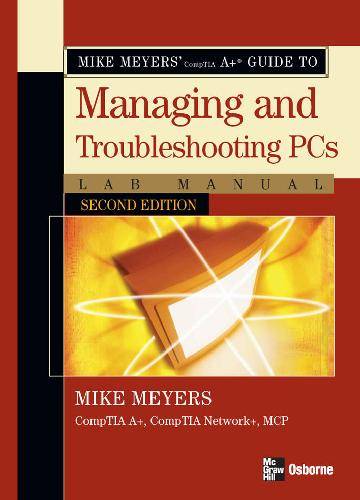 MIKE MEYERS' CompTIA A+® GUIDE TO
Managing and
Troubleshooting PCs
LAB MANUAL
SECOND EDITION
MIKE MEYERS
CompTIA A+, CompTIA Network+, MCP
Mc
Graw
Hill
Osborne